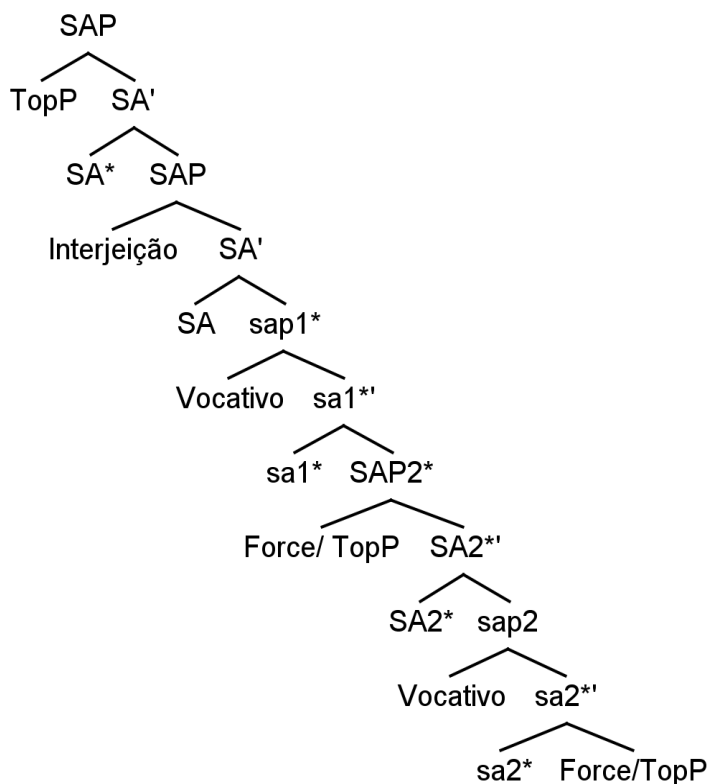 SAP
TopP SA'
SA* SAP
Interjeição SA'
SA sap1*
Vocativo sa1*'
sa1* SAP2*
Force/ TopP SA2*'
SA2* sap2
Vocativo sa2*'
sa2* Force/TopP